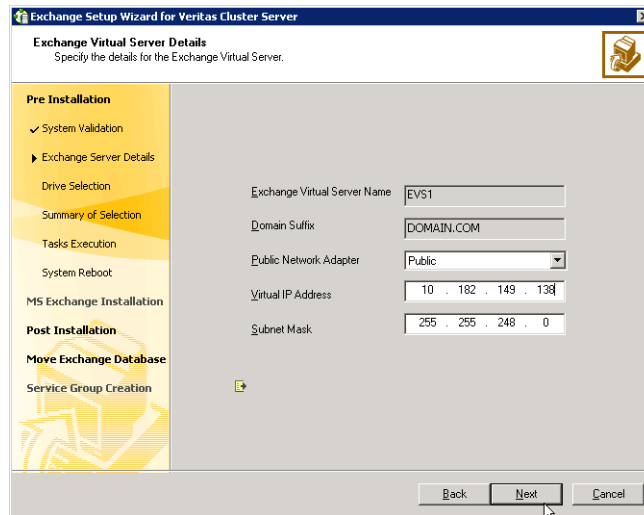 Exchange Setup Wizard for Veritas Cluster Server
Exchange Virtual Server Details
Specify the details for the Exchange Virtual Server.
Pre Installation
System Validation
Exchange Server Details
Drive Selection
Summary of Selection
Tasks Execution
System Reboot
MS Exchange Installation
Post Installation
Move Exchange Database
Service Group Creation
Exchange Virtual Server Name EVS1
Domain Suffix DOMAIN.COM
Public Network Adapter Public
Virtual IP Address 10 . 182 . 149 . 138
Subnet Mask 255 . 255 . 248 . 0
Back Next Cancel